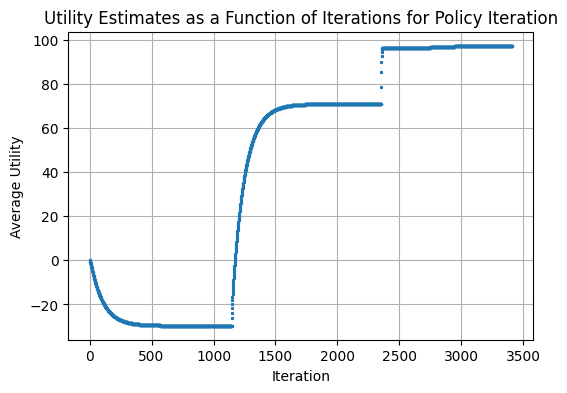 Utility Estimates as a Function of Iterations for Policy Iteration
Average Utility
100
80
60
40
20
0
−20
0 500 1000 1500 2000 2500 3000 3500
Iteration